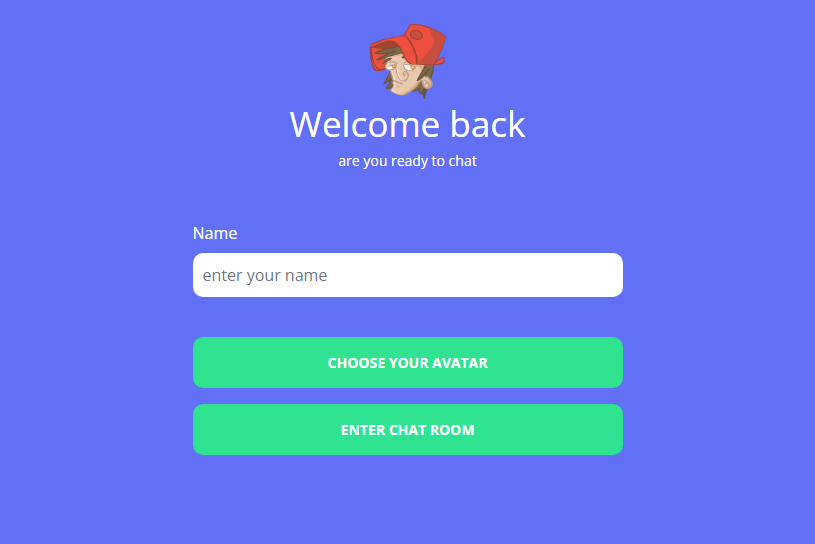 Welcome back
are you ready to chat
Name
enter your name
CHOOSE YOUR AVATAR
ENTER CHAT ROOM